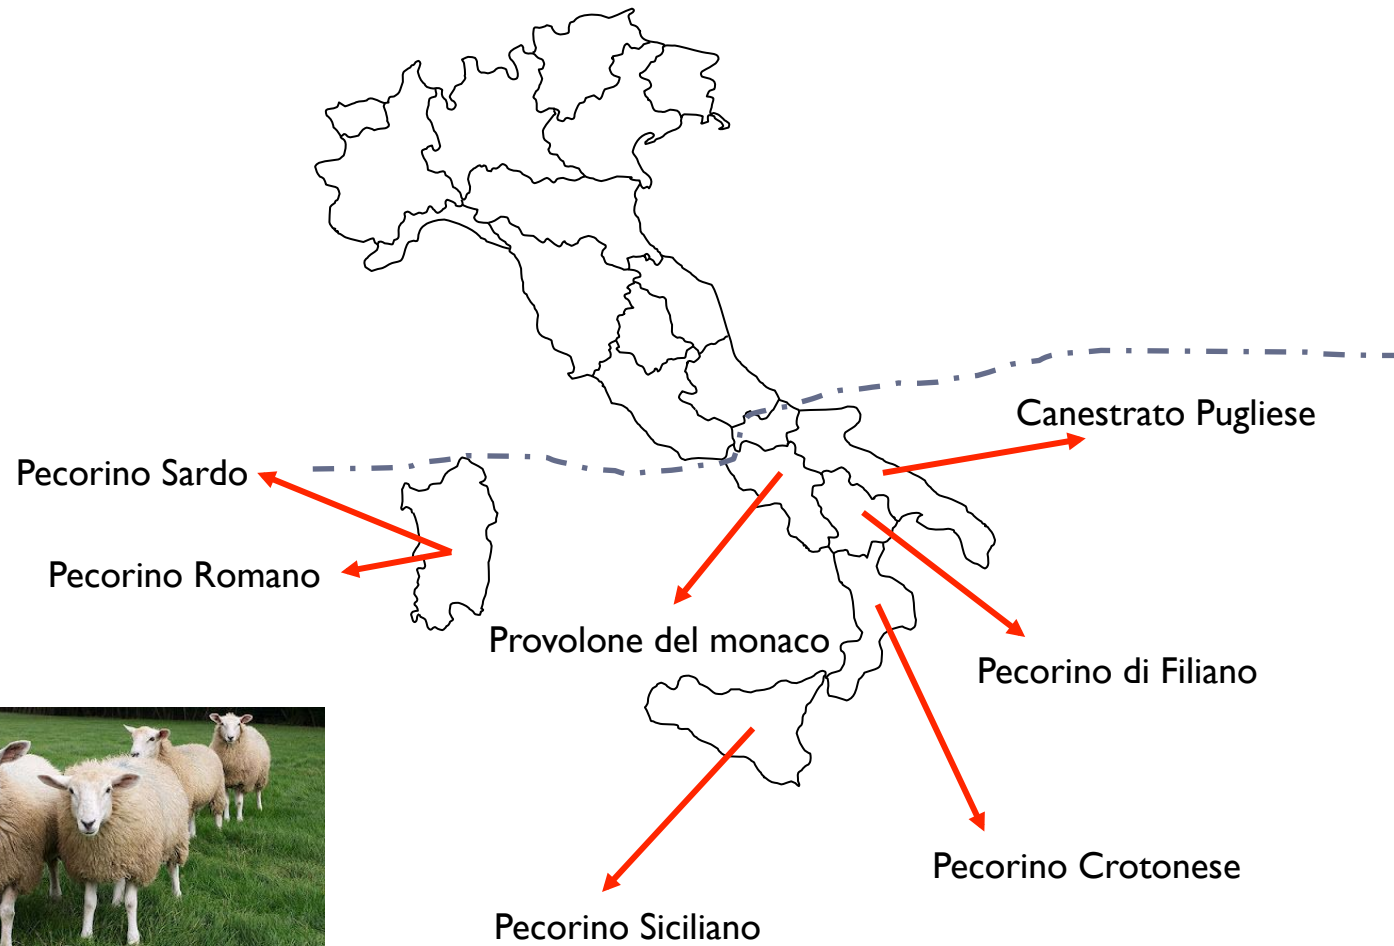 Canestrato Pugliese
Pecorino Sardo
Pecorino Romano
Provolone del monaco
Pecorino di Filiano
Pecorino Crotonese
Pecorino Siciliano